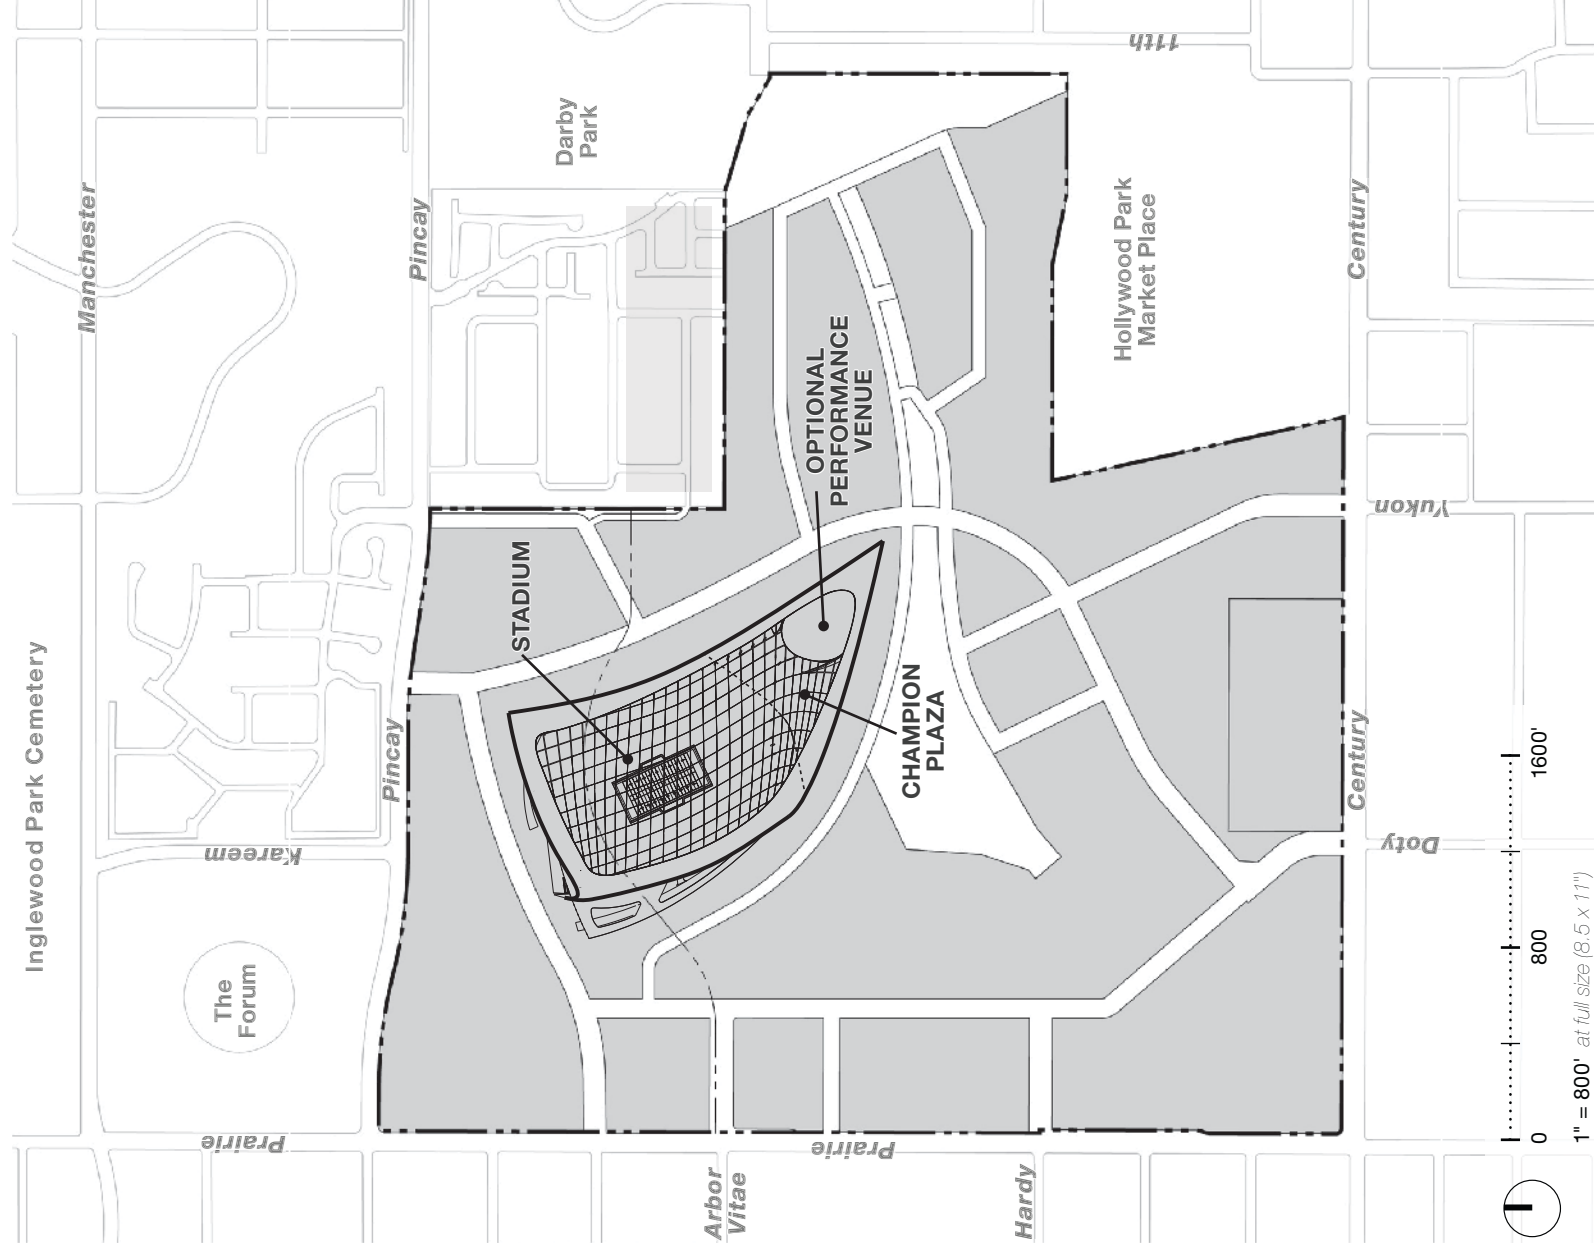 11th
Darby
Park
Manchester
Pincay
Century
Hollywood Park
Market Place
OPTIONAL
PERFORMANCE
VENUE
Yukon
STADIUM
Inglewood Park Cemetery
Pincay
CHAMPION
PLAZA
Century
Kareem
Doty
The
Forum
Prairie
Prairie
Arbor
Vitae
Hardy
0
800
1600'
1" = 800' at full size (8.5 x 11")